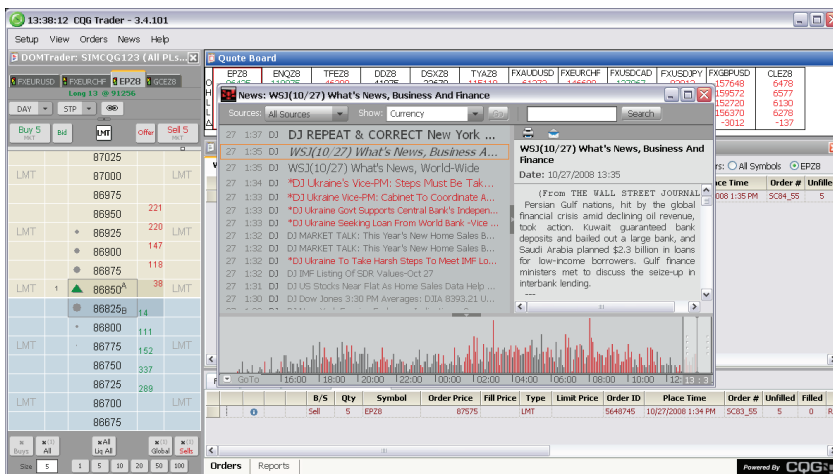 13:38:12 CQG Trader - 3.4.101
Setup View Orders News Help
DOMTrader: SIMCQG123 (All PLs...
FXEURUSD FXEURCHF EPZ8 GCEZ8
Long 13 @ 91256
DAY STP
Buy 5 MKT Bid LMT Offer Sell 5 MKT
87025
LMT 87000 LMT
86975
86950 221
LMT 86925 220 LMT
86900 147
86875 118
LMT 1 86850A 38 LMT
86825B 14
86800 111
LMT 86775 152 LMT
86750 337
86725 289
LMT 86700 LMT
86675
Buys All All Liq All Global Sells
Size 5 1 5 10 20 50 100
Quote Board
EPZ8 ENQZ8 TFEZ8 DDZ8 DSXZ8 TYAZ8 FXAUDUSD FXEURCHF FXUSDCAD FXUSDJPY FXGBPUSD CLEZ8
157648 6478
159572 6577
152720 6130
156370 6278
-3012 -137
News: WSJ(10/27) What's News, Business And Finance
Sources: All Sources Show: Currency Go Search
27 1:37 DJ DJ REPEAT & CORRECT New York ...
27 1:35 DJ WSJ(10/27) What's News, Business A...
27 1:35 DJ WSJ(10/27) What's News, World-Wide
27 1:34 DJ *DJ Ukraine's Vice-PM: Steps Must Be Tak...
27 1:33 DJ *DJ Ukraine Vice-PM: Cabinet To Coordinate A...
27 1:33 DJ *DJ Ukraine Govt Supports Central Bank's Indepen...
27 1:33 DJ *DJ Ukraine Seeking Loan From World Bank -Vice ...
27 1:32 DJ DJ MARKET TALK: This Year's New Home Sales B...
27 1:32 DJ DJ MARKET TALK: This Year's New Home Sales B...
27 1:32 DJ *DJ Ukraine To Take Harsh Steps To Meet IMF Lo...
27 1:32 DJ DJ IMF Listing Of SDR Values-Oct 27
27 1:31 DJ DJ US Stocks Near Flat As Home Sales Data Help ...
27 1:30 DJ DJ Dow Jones 3:30 PM Averages: DJIA 8393.21 U...
WSJ(10/27) What's News, Business And
Finance
Date: 10/27/2008 13:35
(From THE WALL STREET JOURNAL
Persian Gulf nations, hit by the global
financial crisis amid declining oil revenue,
took action. Kuwait guaranteed bank
deposits and bailed out a large bank, and
Saudi Arabia planned $2.3 billion in loans
for low-income borrowers. Gulf finance
ministers met to discuss the seize-up in
interbank lending.
---
GoTo 16:00 18:00 20:00 22:00 00:00 02:00 04:00 06:00 08:00 10:00
rs: All Symbols EPZ8
ace Time Order # Unfille
008 1:35 PM SC84_55 5
B/S Qty Symbol Order Price Fill Price Type Limit Price Order ID Place Time Order # Unfilled Filled
Sell 5 EPZ8 87575 LMT 5648745 10/27/2008 1:34 PM SC83_55 5 0 R
Orders Reports
Powered By CQG